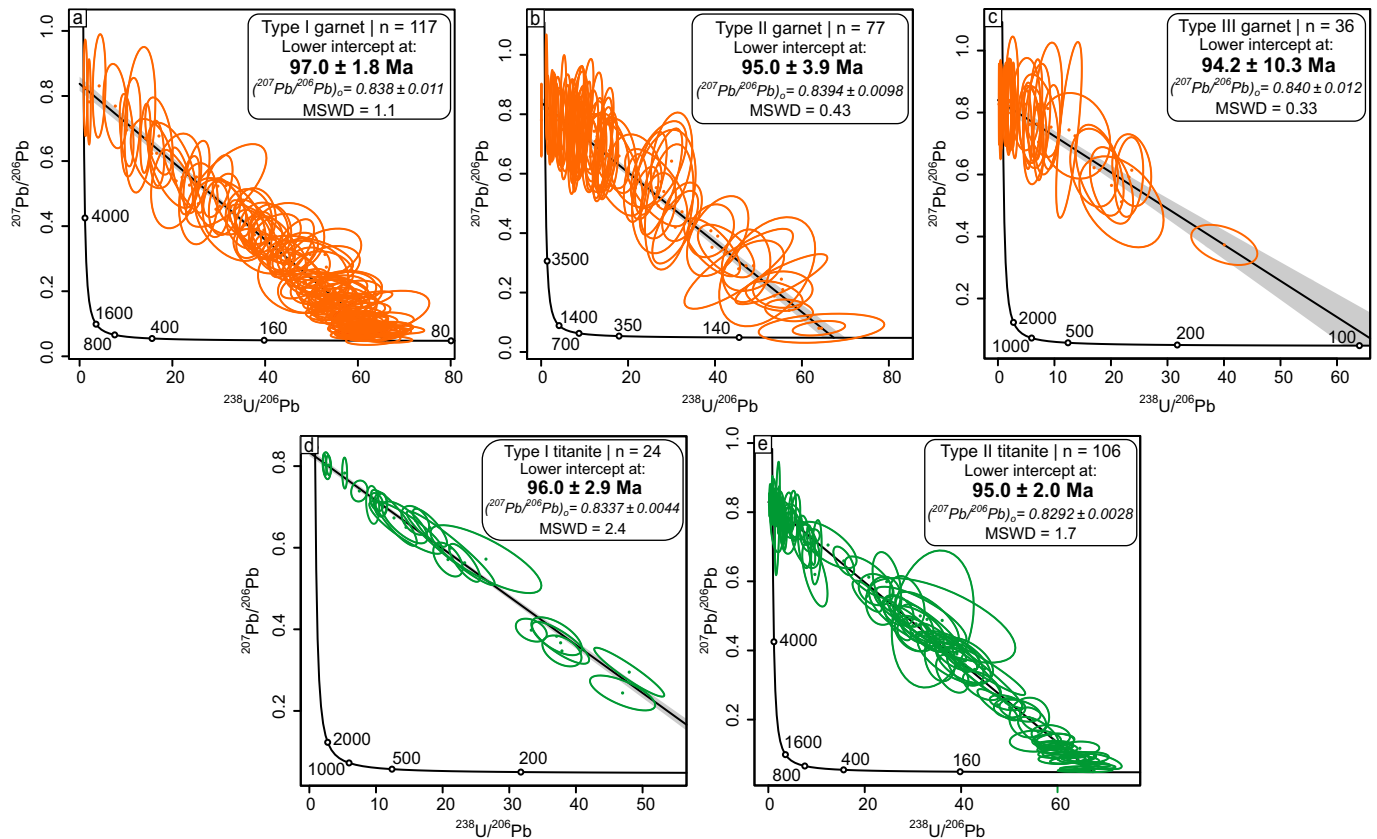 a
Type I garnet | n = 117
Lower intercept at:
97.0 ± 1.8 Ma
(²⁰⁷Pb/²⁰⁶Pb)ₒ= 0.838 ± 0.011
MSWD = 1.1
²⁰⁷Pb/²⁰⁶Pb
1.0
0.8
0.6
0.4
0.2
0.0
4000
1600
800
400
160
80
0 20 40 60 80
²³⁸U/²⁰⁶Pb
b
Type II garnet | n = 77
Lower intercept at:
95.0 ± 3.9 Ma
(²⁰⁷Pb/²⁰⁶Pb)ₒ= 0.8394 ± 0.0098
MSWD = 0.43
²⁰⁷Pb/²⁰⁶Pb
1.0
0.8
0.6
0.4
0.2
0.0
3500
1400
700
350
140
0 20 40 60 80
²³⁸U/²⁰⁶Pb
c
Type III garnet | n = 36
Lower intercept at:
94.2 ± 10.3 Ma
(²⁰⁷Pb/²⁰⁶Pb)ₒ= 0.840 ± 0.012
MSWD = 0.33
²⁰⁷Pb/²⁰⁶Pb
1.0
0.8
0.6
0.4
0.2
2000
1000
500
200
100
0 10 20 30 40 50 60
²³⁸U/²⁰⁶Pb
d
Type I titanite | n = 24
Lower intercept at:
96.0 ± 2.9 Ma
(²⁰⁷Pb/²⁰⁶Pb)ₒ= 0.8337 ± 0.0044
MSWD = 2.4
²⁰⁷Pb/²⁰⁶Pb
0.8
0.6
0.4
0.2
2000
1000
500
200
0 10 20 30 40 50
²³⁸U/²⁰⁶Pb
e
Type II titanite | n = 106
Lower intercept at:
95.0 ± 2.0 Ma
(²⁰⁷Pb/²⁰⁶Pb)ₒ= 0.8292 ± 0.0028
MSWD = 1.7
²⁰⁷Pb/²⁰⁶Pb
1.0
0.8
0.6
0.4
0.2
4000
1600
800
400
160
0 20 40 60
²³⁸U/²⁰⁶Pb